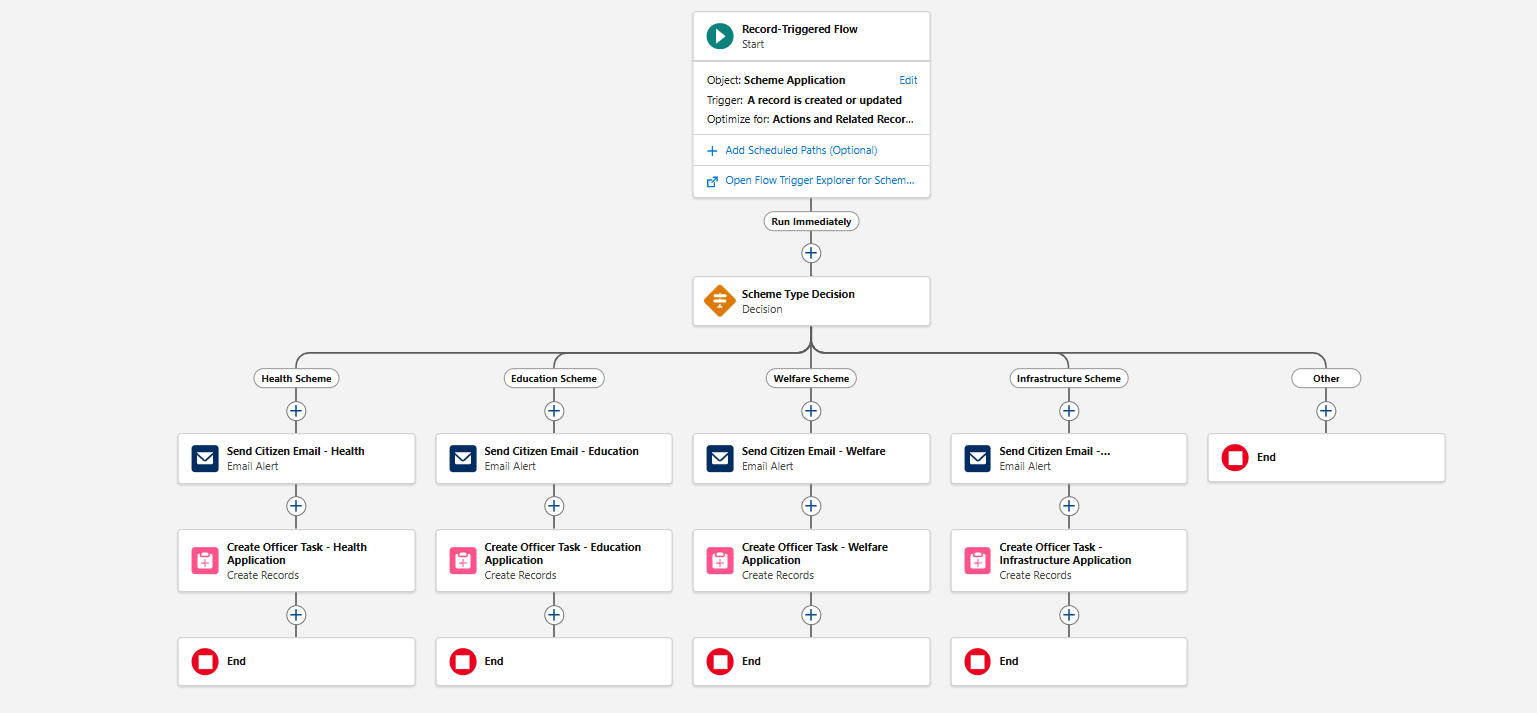 Record-Triggered Flow
Start
Object: Scheme Application Edit
Trigger: A record is created or updated
Optimize for: Actions and Related Recor...
Add Scheduled Paths (Optional)
Open Flow Trigger Explorer for Schem...
Run Immediately
Scheme Type Decision
Decision
Health Scheme
Education Scheme
Welfare Scheme
Infrastructure Scheme
Other
Send Citizen Email - Health
Email Alert
Send Citizen Email - Education
Email Alert
Send Citizen Email - Welfare
Email Alert
Send Citizen Email -...
Email Alert
End
Create Officer Task - Health
Application
Create Records
Create Officer Task - Education
Application
Create Records
Create Officer Task - Welfare
Application
Create Records
Create Officer Task -
Infrastructure Application
Create Records
End
End
End
End